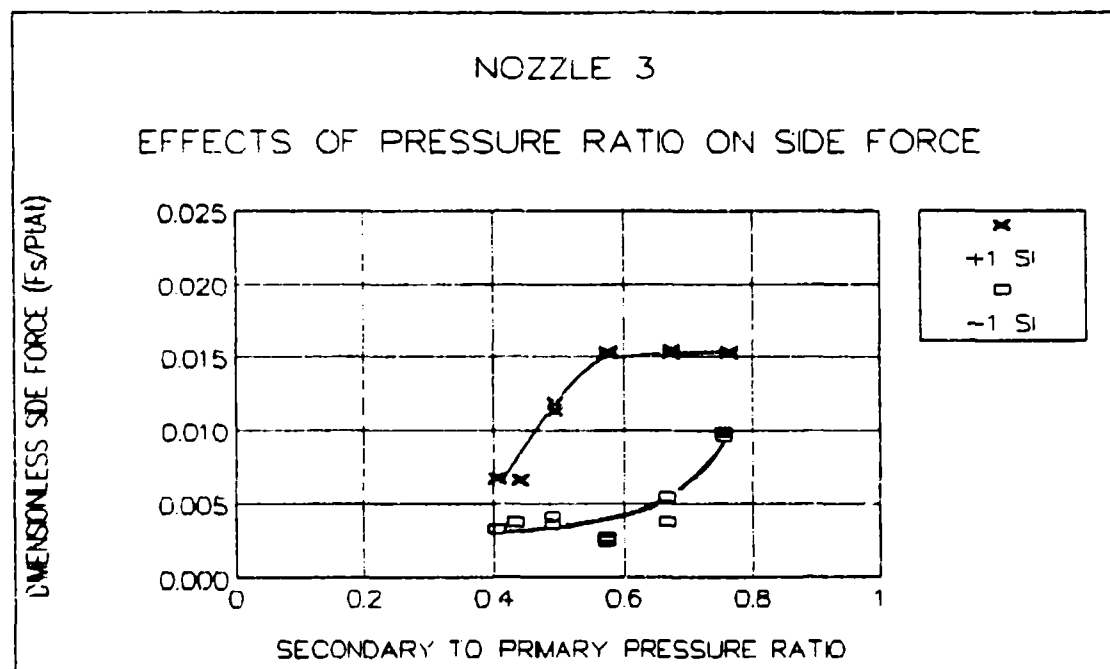 NOZZLE 3
EFFECTS OF PRESSURE RATIO ON SIDE FORCE
DIMENSIONLESS SIDE FORCE (Fs/PtAt)
0.025
0.020
0.015
0.010
0.005
0.000
0
0.2
0.4
0.6
0.8
1
SECONDARY TO PRIMARY PRESSURE RATIO
+1 SI
-1 SI